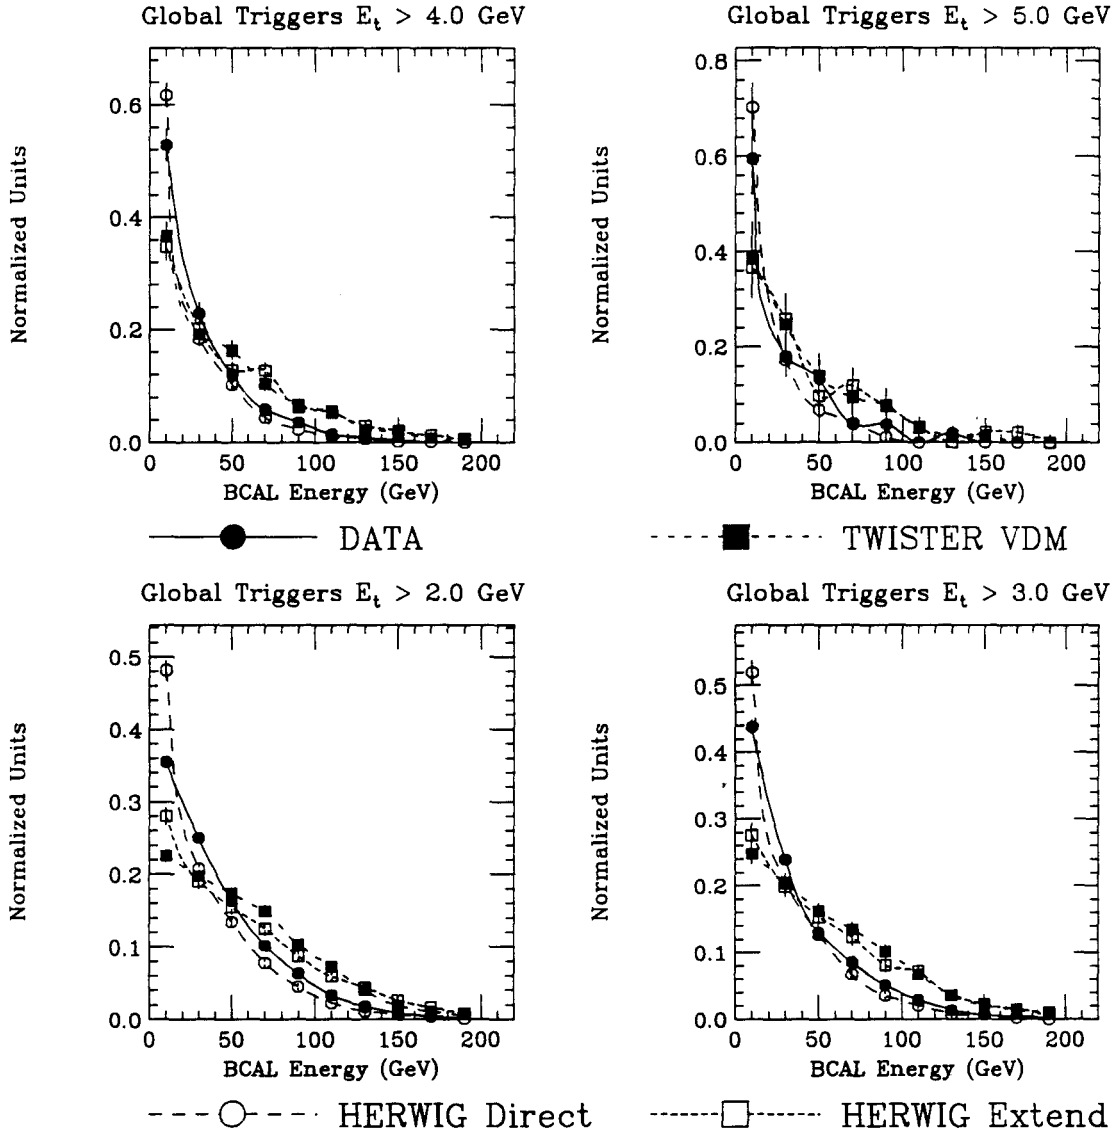 Global Triggers E_t > 4.0 GeV
Normalized Units
0.6
0.4
0.2
0.0
0 50 100 150 200
BCAL Energy (GeV)
Global Triggers E_t > 5.0 GeV
Normalized Units
0.8
0.6
0.4
0.2
0.0
0 50 100 150 200
BCAL Energy (GeV)
DATA
TWISTER VDM
Global Triggers E_t > 2.0 GeV
Normalized Units
0.5
0.4
0.3
0.2
0.1
0.0
0 50 100 150 200
BCAL Energy (GeV)
Global Triggers E_t > 3.0 GeV
Normalized Units
0.5
0.4
0.3
0.2
0.1
0.0
0 50 100 150 200
BCAL Energy (GeV)
HERWIG Direct
HERWIG Extend